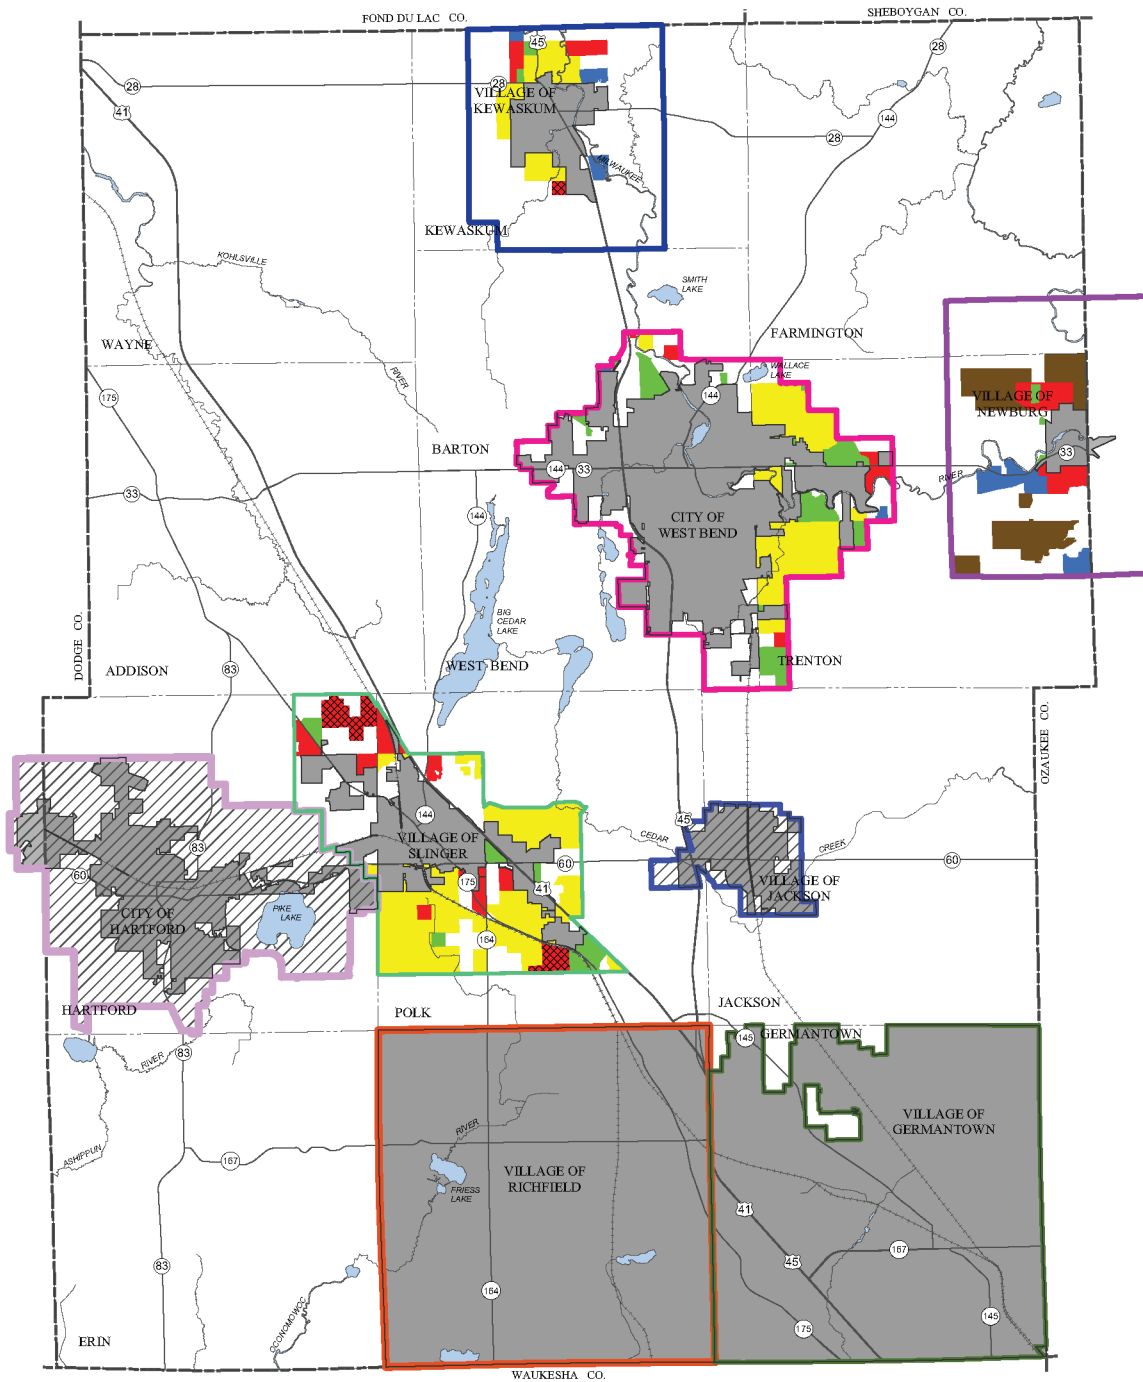 FOND DU LAC CO.
SHEBOYGAN CO.
45
28
28
28
VILLAGE OF
KEWASKUM
41
144
28
MILWAUKEE
KEWASKUM
KOHLSVILLE
SMITH
LAKE
WAYNE
FARMINGTON
RIVER
WALLACE
LAKE
175
144
VILLAGE OF
NEWBURG
BARTON
33
144
33
RIVER
33
144
CITY OF
WEST BEND
BIG
CEDAR
LAKE
DODGE CO.
ADDISON
83
WEST BEND
TRENTON
OZAUKEE CO.
144
45
CEDAR
CREEK
83
VILLAGE OF
SLINGER
60
60
60
175
41
VILLAGE OF
JACKSON
PIKE
LAKE
CITY OF
HARTFORD
164
HARTFORD
POLK
JACKSON
GERMANTOWN
145
83
RIVER
VILLAGE OF
GERMANTOWN
RIVER
ASHIPPUN
167
VILLAGE OF
RICHFIELD
FRIESS
LAKE
41
167
45
83
164
145
175
OCONOMOWOC
ERIN
WAUKESHA CO.